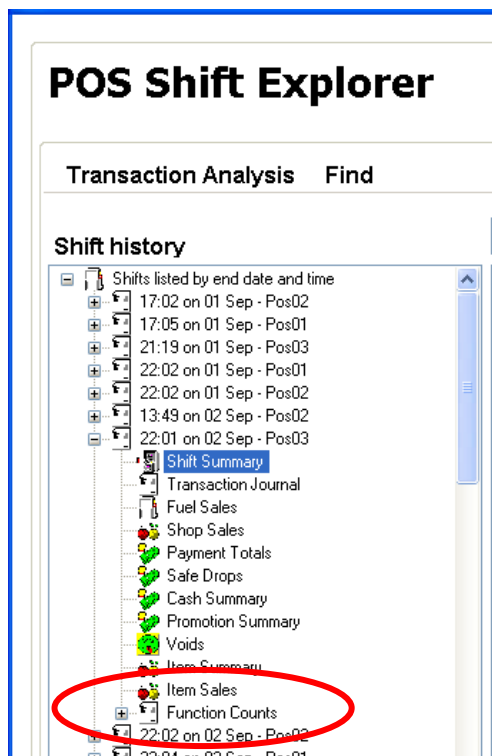 POS Shift Explorer
Transaction Analysis Find
Shift history
Shifts listed by end date and time
17:02 on 01 Sep - Pos02
17:05 on 01 Sep - Pos01
21:19 on 01 Sep - Pos03
22:02 on 01 Sep - Pos01
22:02 on 01 Sep - Pos02
13:49 on 02 Sep - Pos02
22:01 on 02 Sep - Pos03
Shift Summary
Transaction Journal
Fuel Sales
Shop Sales
Payment Totals
Safe Drops
Cash Summary
Promotion Summary
Voids
Item Summary
Item Sales
Function Counts
22:02 on 02 Sep - Pos02